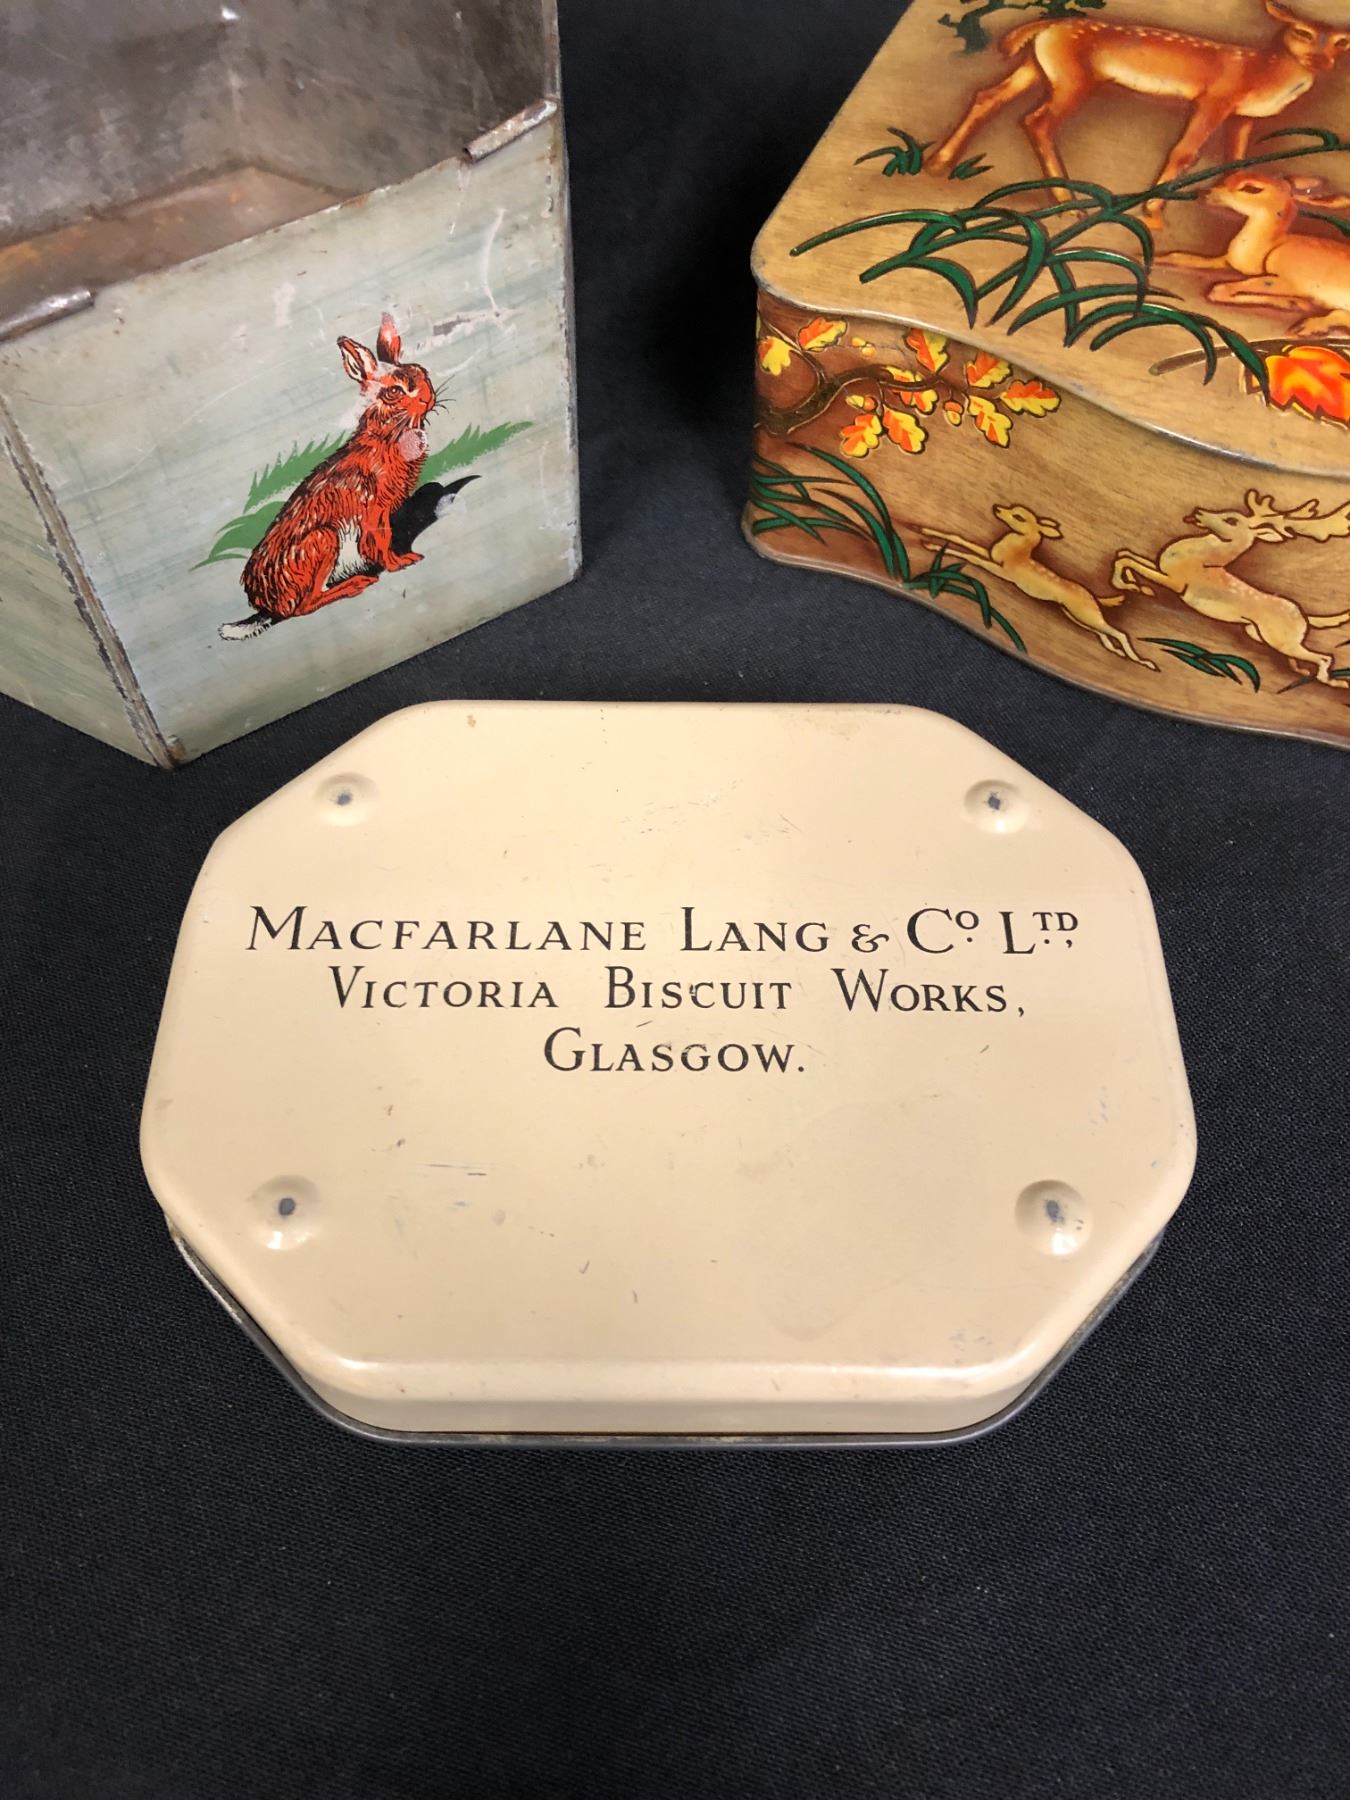 Macfarlane Lang & Co. Ltd,
Victoria Biscuit Works,
Glasgow.